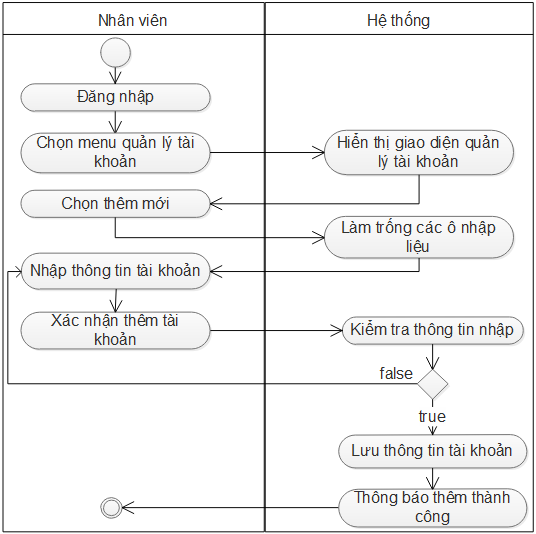 Nhân viên
Hệ thống
Đăng nhập
Chọn menu quản lý tài
khoản
Hiển thị giao diện quản
lý tài khoản
Chọn thêm mới
Làm trống các ô nhập
liệu
Nhập thông tin tài khoản
Xác nhận thêm tài
khoản
Kiểm tra thông tin nhập
false
true
Lưu thông tin tài khoản
Thông báo thêm thành
công